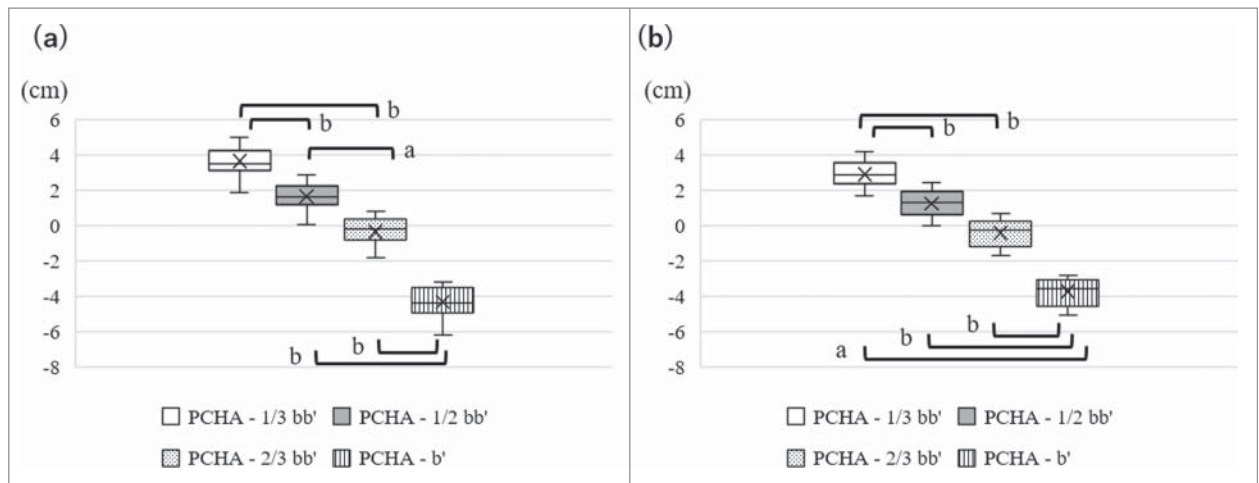 (a)
(cm)
6
4
2
0
-2
-4
-6
-8
b
b
a
b
b
PCHA - 1/3 bb' PCHA - 1/2 bb'
PCHA - 2/3 bb' PCHA - b'
(b)
(cm)
6
4
2
0
-2
-4
-6
-8
b
b
b
b
a
PCHA - 1/3 bb' PCHA - 1/2 bb'
PCHA - 2/3 bb' PCHA - b'